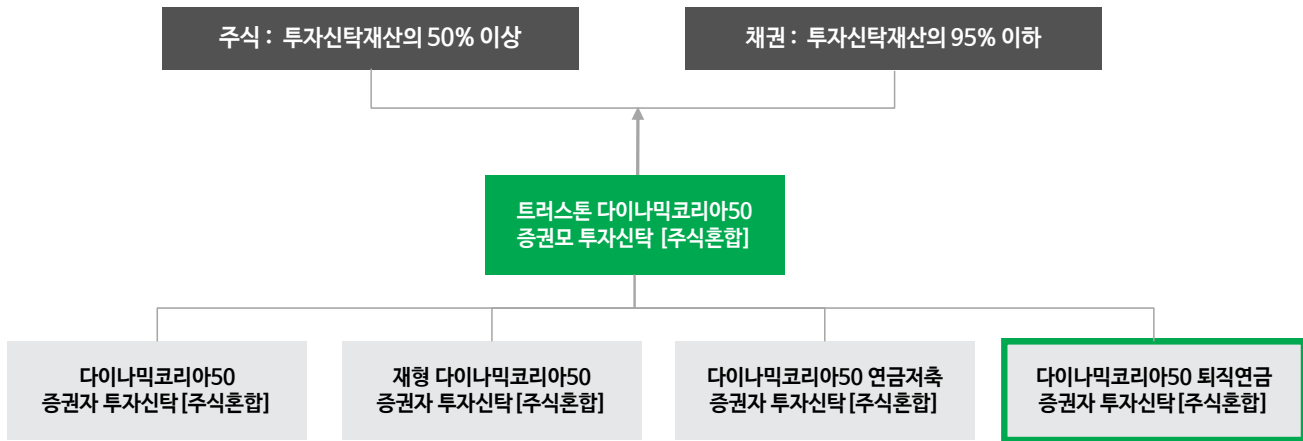 주식 : 투자신탁재산의 50% 이상
채권 : 투자신탁재산의 95% 이하
트러스톤 다이나믹코리아50
증권모 투자신탁 [주식혼합]
다이나믹코리아50
증권자 투자신탁 [주식혼합]
재형 다이나믹코리아50
증권자 투자신탁 [주식혼합]
다이나믹코리아50 연금저축
증권자 투자신탁 [주식혼합]
다이나믹코리아50 퇴직연금
증권자 투자신탁 [주식혼합]